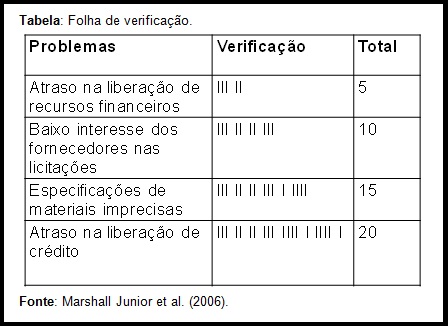 Tabela: Folha de verificação.
Problemas Verificação Total
Atraso na liberação de recursos financeiros III II 5
Baixo interesse dos fornecedores nas licitações III II II III 10
Especificações de materiais imprecisas III II II III I IIII 15
Atraso na liberação de crédito III II II III IIII I IIII I 20
Fonte: Marshall Junior et al. (2006).